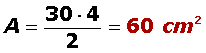 A = 30 · 4 / 2 = 60 cm²